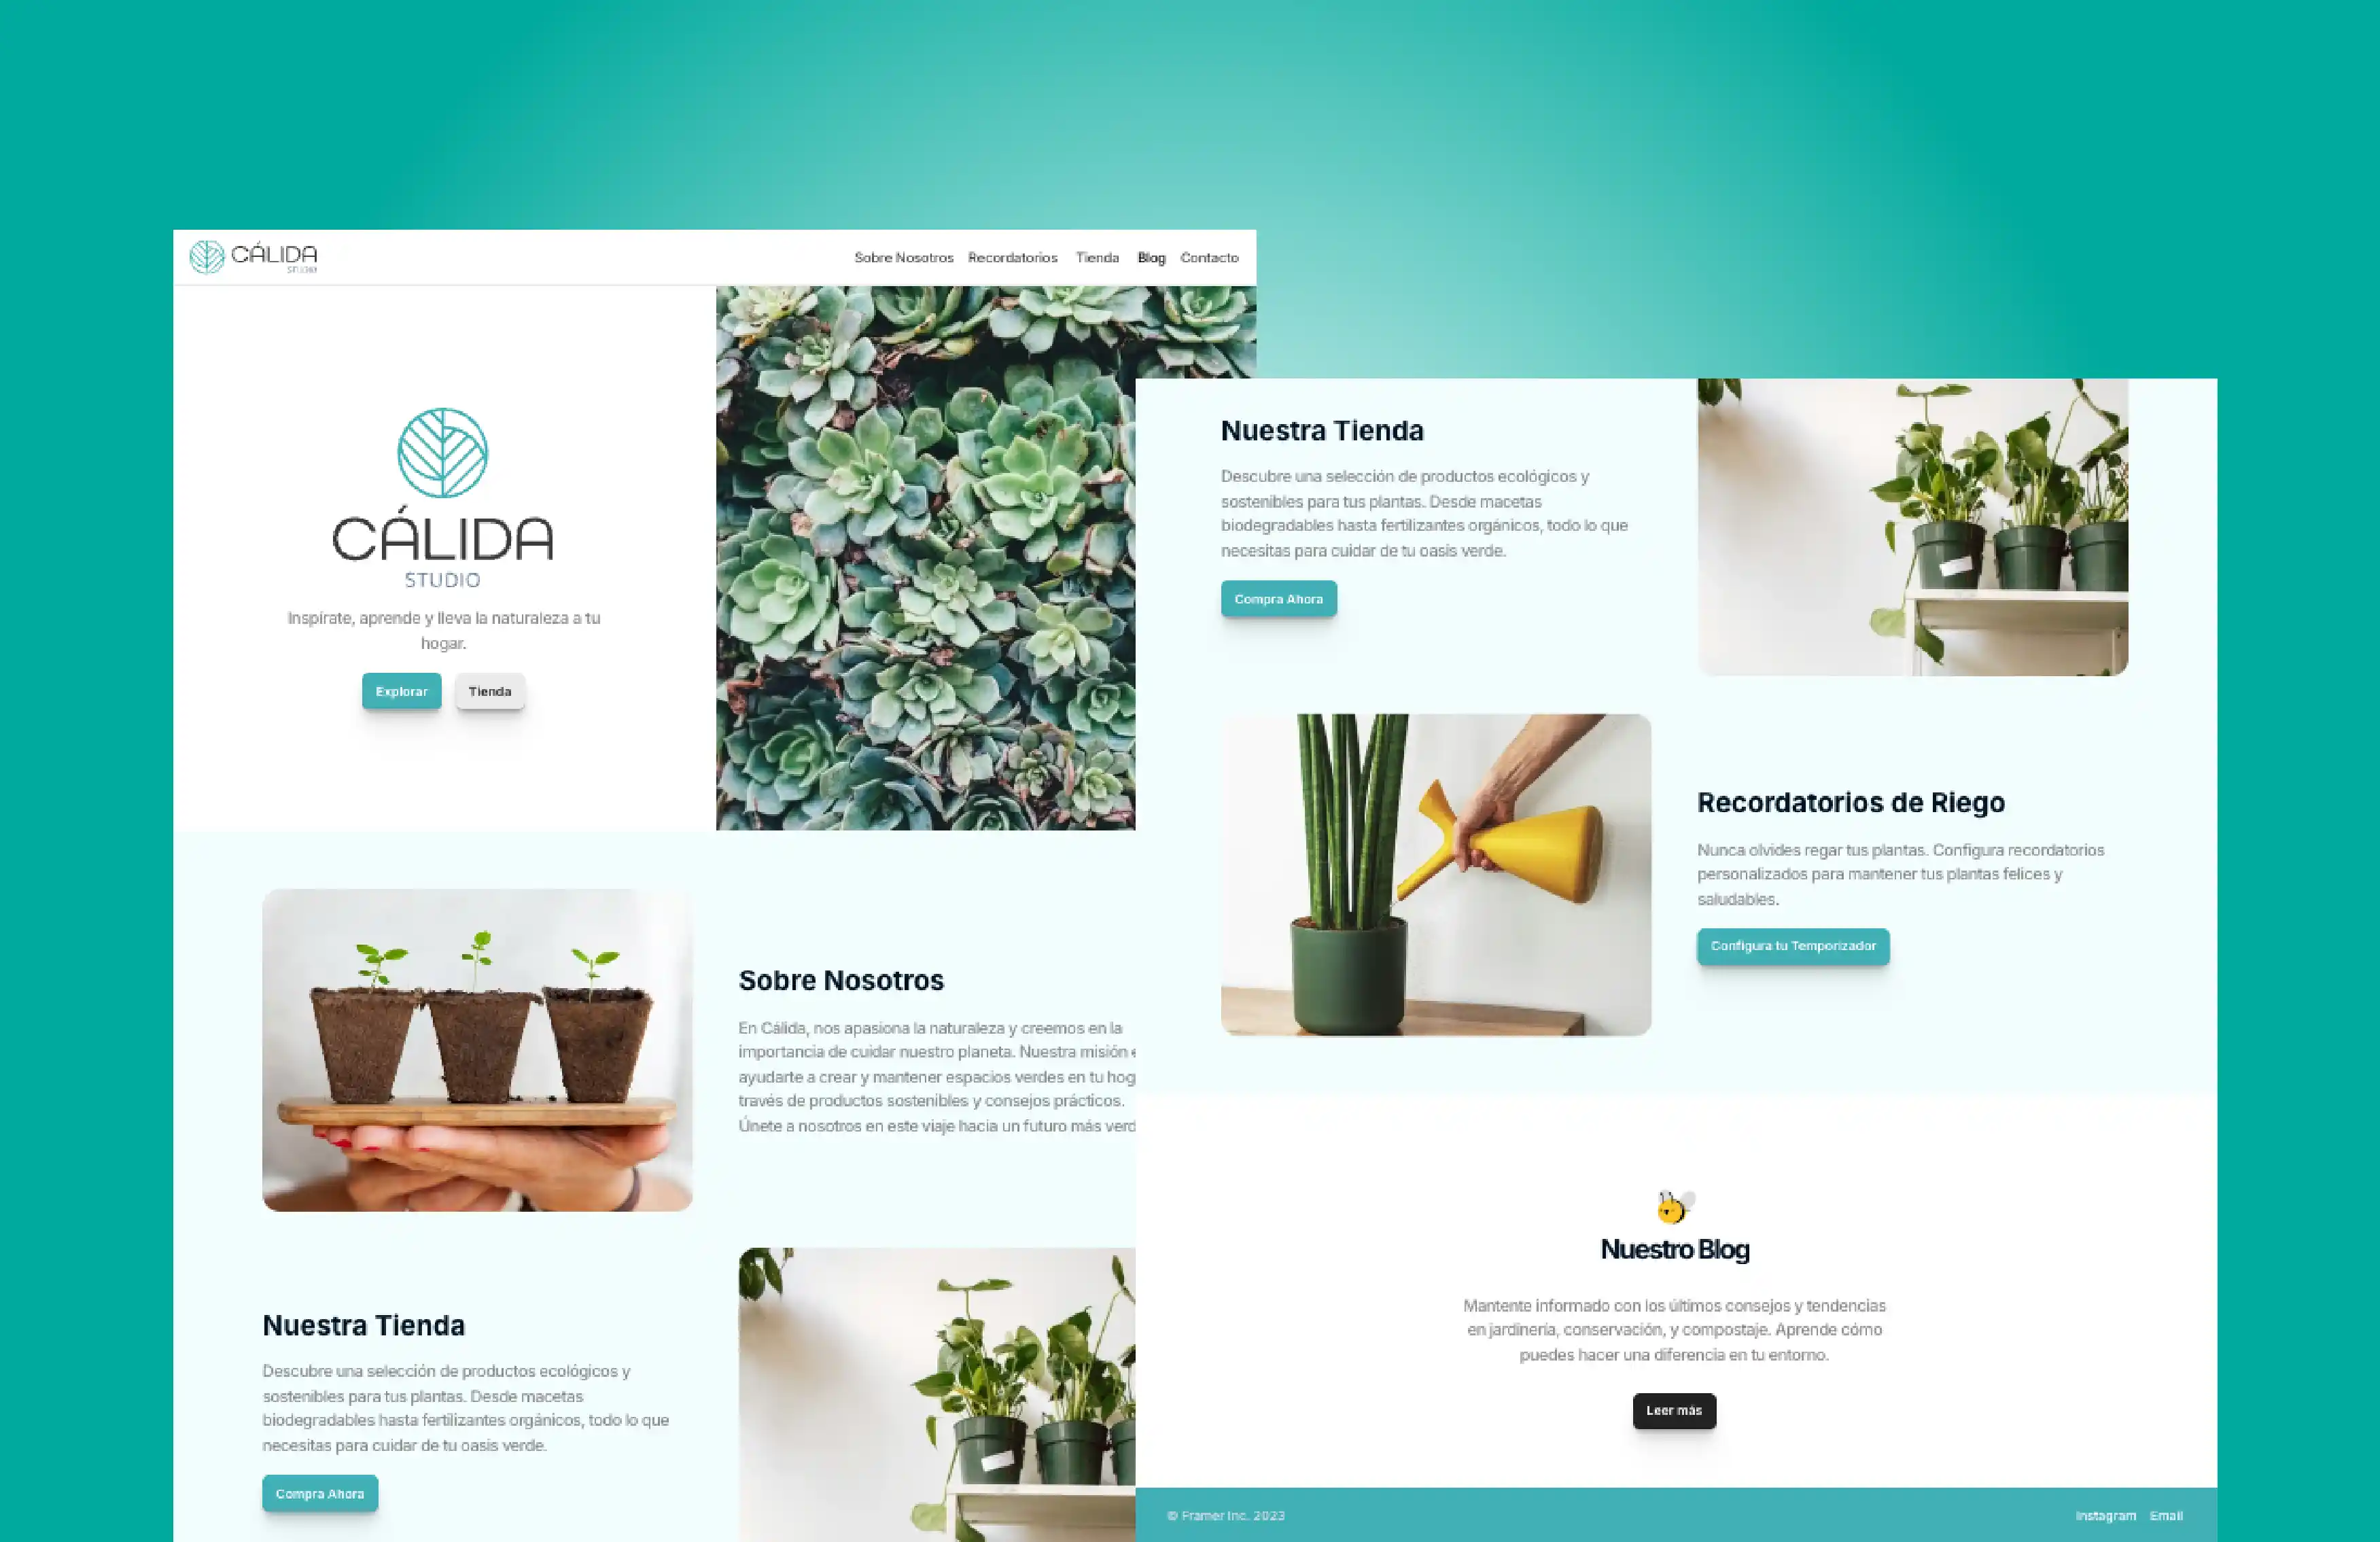 CÁLIDA
STUDIO
Sobre Nosotros Recordatorios Tienda Blog Contacto
CÁLIDA
STUDIO
Inspírate, aprende y lleva la naturaleza a tu
hogar.
Explorar Tienda
Sobre Nosotros
En Cálida, nos apasiona la naturaleza y creemos en la
importancia de cuidar nuestro planeta. Nuestra misión
ayudarte a crear y mantener espacios verdes en tu hog
través de productos sostenibles y consejos prácticos.
Únete a nosotros en este viaje hacia un futuro más verd
Nuestra Tienda
Descubre una selección de productos ecológicos y
sostenibles para tus plantas. Desde macetas
biodegradables hasta fertilizantes orgánicos, todo lo que
necesitas para cuidar de tu oasis verde.
Compra Ahora
Nuestra Tienda
Descubre una selección de productos ecológicos y
sostenibles para tus plantas. Desde macetas
biodegradables hasta fertilizantes orgánicos, todo lo que
necesitas para cuidar de tu oasis verde.
Compra Ahora
Recordatorios de Riego
Nunca olvides regar tus plantas. Configura recordatorios
personalizados para mantener tus plantas felices y
saludables.
Configura tu Temporizador
Nuestro Blog
Mantente informado con los últimos consejos y tendencias
en jardinería, conservación, y compostaje. Aprende cómo
puedes hacer una diferencia en tu entorno.
Leer más
© Framer Inc. 2023
Instagram Email